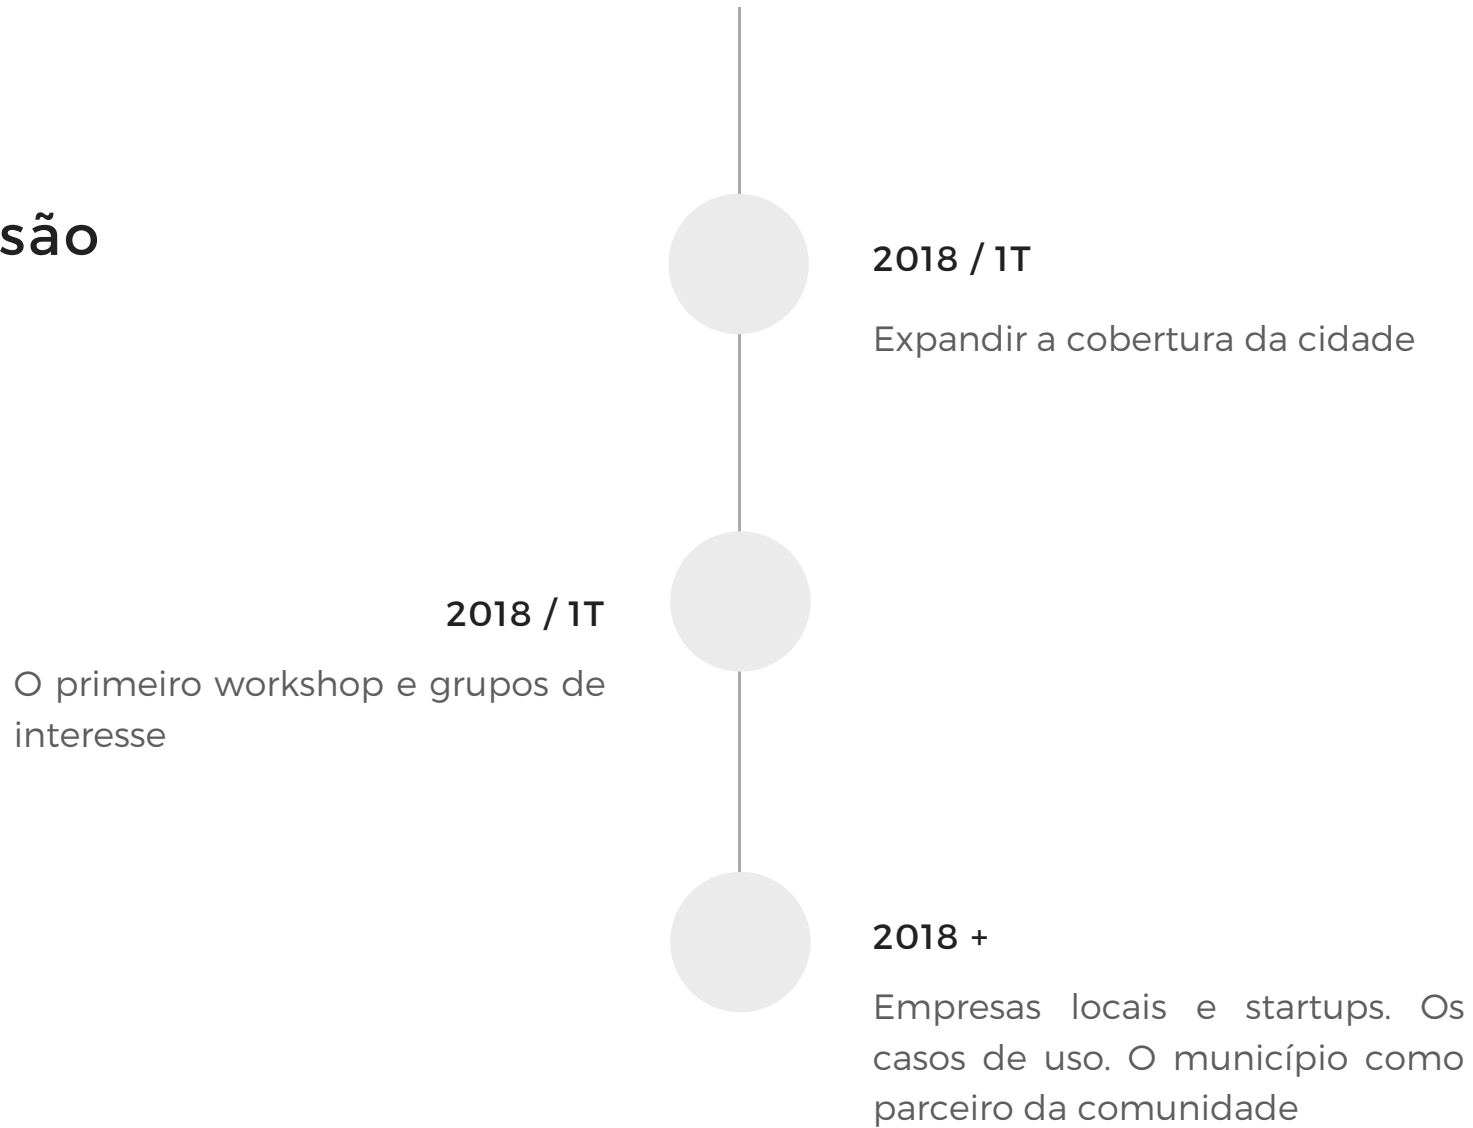 são
2018 / 1T
Expandir a cobertura da cidade
2018 / 1T
O primeiro workshop e grupos de
interesse
2018 +
Empresas locais e startups. Os
casos de uso. O município como
parceiro da comunidade